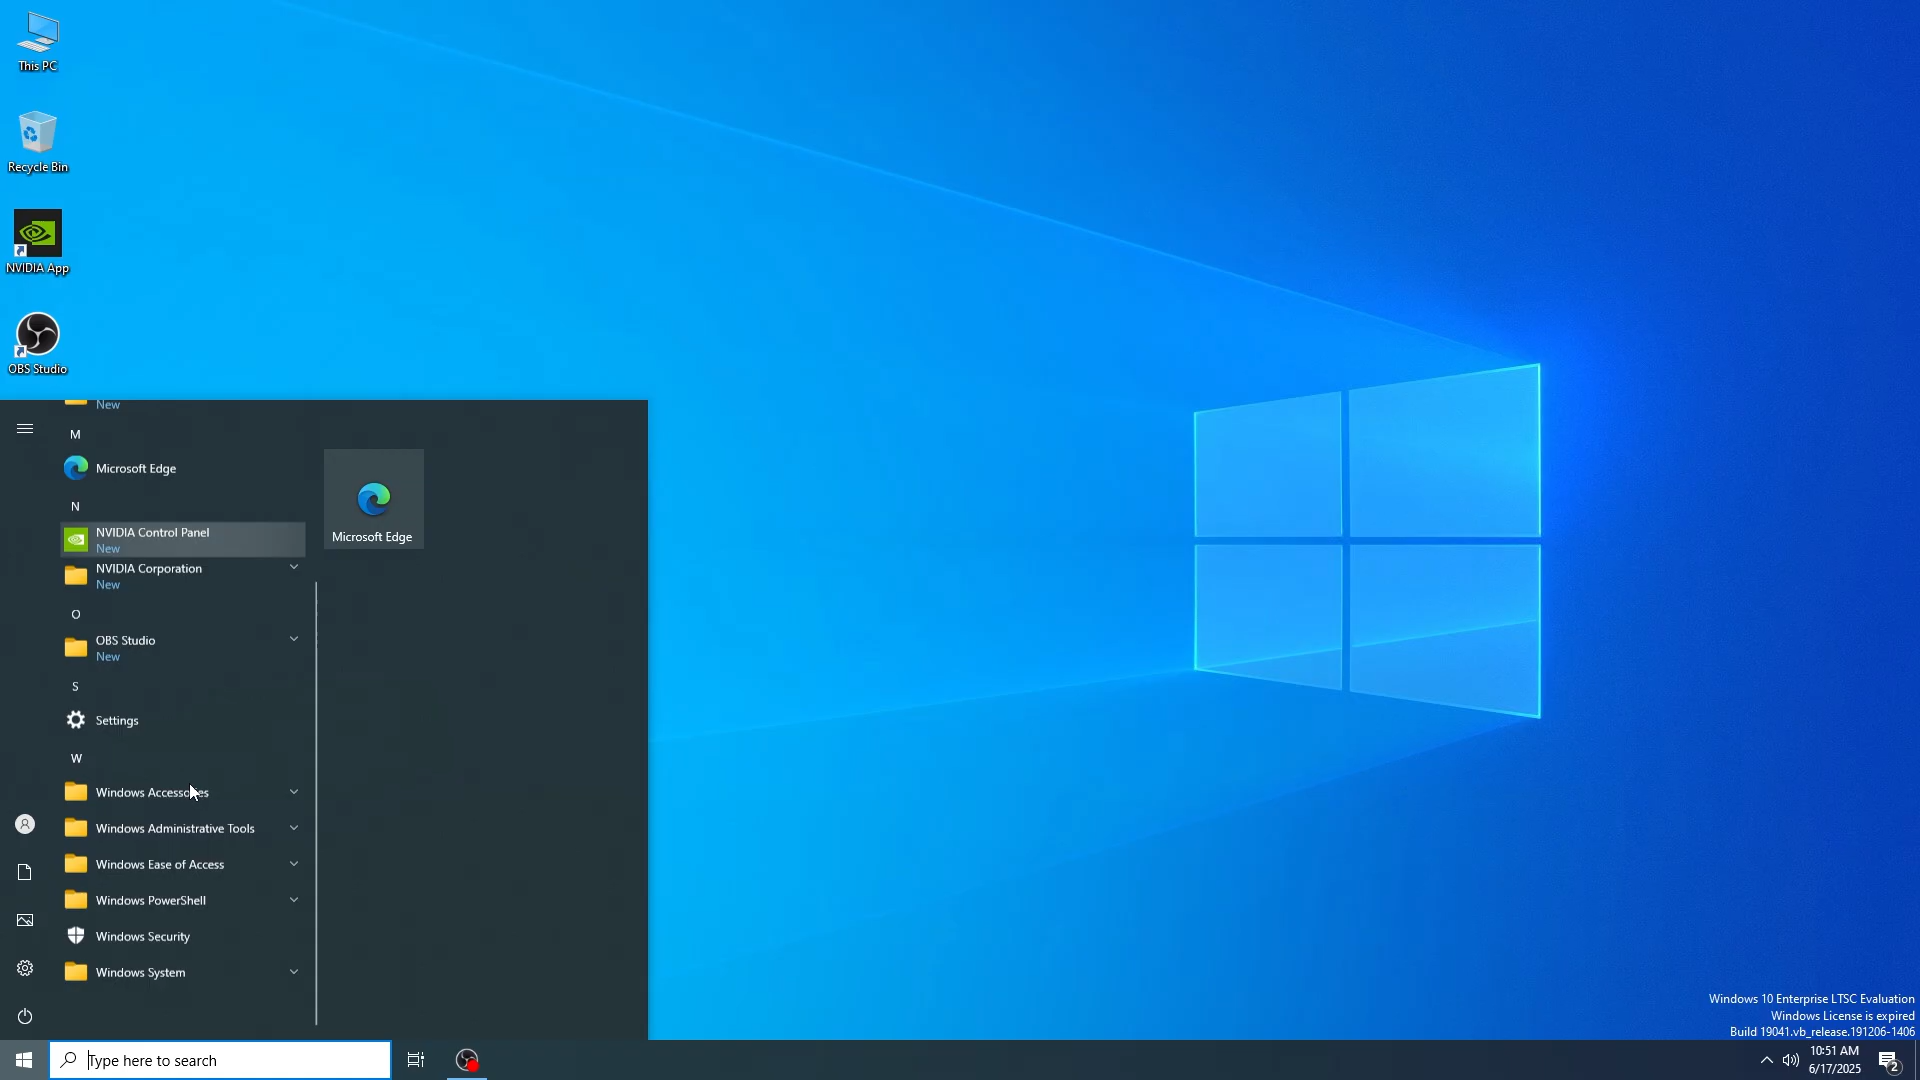 This PC
Recycle Bin
NVIDIA App
OBS Studio
New
M
Microsoft Edge
N
NVIDIA Control Panel
New
NVIDIA Corporation
New
O
OBS Studio
New
S
Settings
W
Windows Accessories
Windows Administrative Tools
Windows Ease of Access
Windows PowerShell
Windows Security
Windows System
Microsoft Edge
Type here to search
Windows 10 Enterprise LTSC Evaluation
Windows License is expired
Build 19041.vb_release.191206-1406
10:51 AM
6/17/2025
2